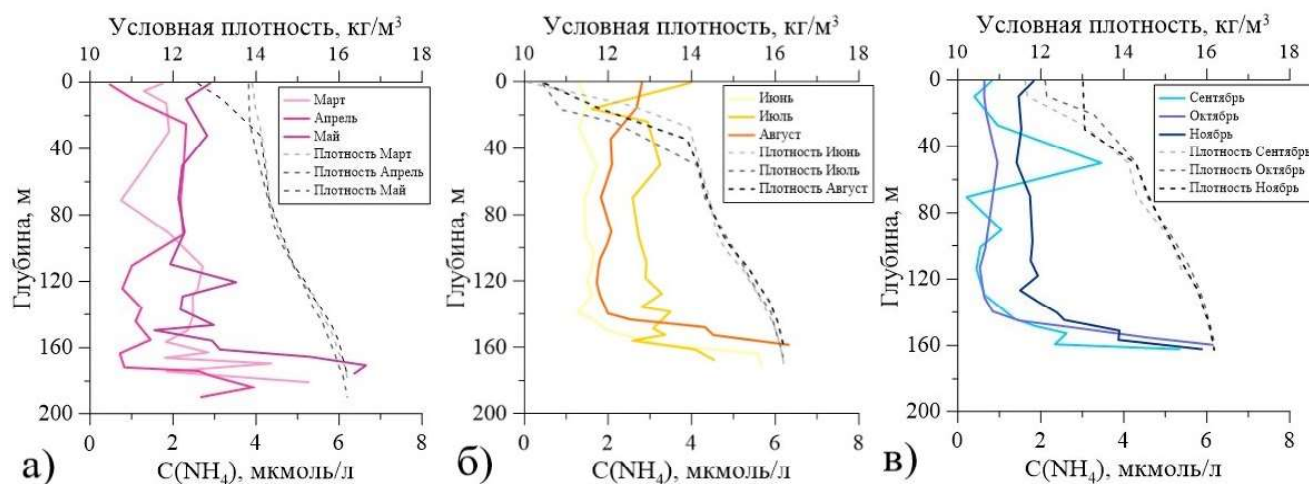 Условная плотность, кг/м³
10 12 14 16 18
0
40
80
120
160
200
Глубина, м
Март
Апрель
Май
Плотность Март
Плотность Апрель
Плотность Май
0 2 4 6 8
C(NH₄), мкмоль/л
а)
Условная плотность, кг/м³
10 12 14 16 18
0
40
80
120
160
200
Глубина, м
Июнь
Июль
Август
Плотность Июнь
Плотность Июль
Плотность Август
0 2 4 6 8
C(NH₄), мкмоль/л
б)
Условная плотность, кг/м³
10 12 14 16 18
0
40
80
120
160
200
Глубина, м
Сентябрь
Октябрь
Ноябрь
Плотность Сентябрь
Плотность Октябрь
Плотность Ноябрь
0 2 4 6 8
C(NH₄), мкмоль/л
в)